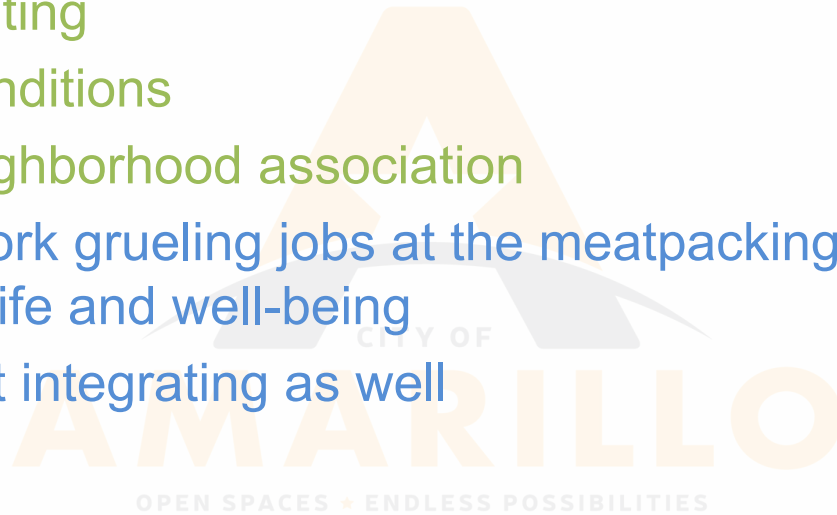 ting
nditions
ghborhood association
ork grueling jobs at the meatpacking
ife and well-being
t integrating as well
CITY OF
AMARILLO
OPEN SPACES ★ ENDLESS POSSIBILITIES